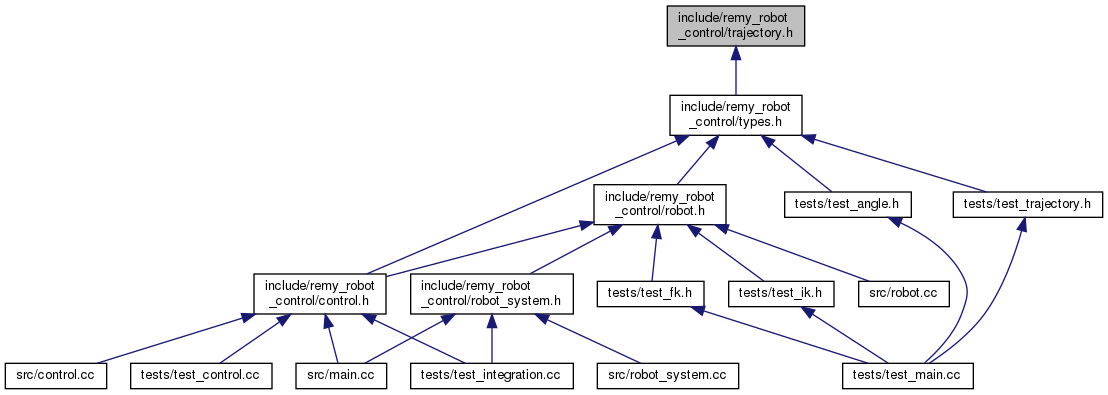 include/remy_robot
_control/trajectory.h
include/remy_robot
_control/types.h
include/remy_robot
_control/robot.h
tests/test_angle.h
tests/test_trajectory.h
include/remy_robot
_control/control.h
include/remy_robot
_control/robot_system.h
tests/test_fk.h
tests/test_ik.h
src/robot.cc
src/control.cc
tests/test_control.cc
src/main.cc
tests/test_integration.cc
src/robot_system.cc
tests/test_main.cc